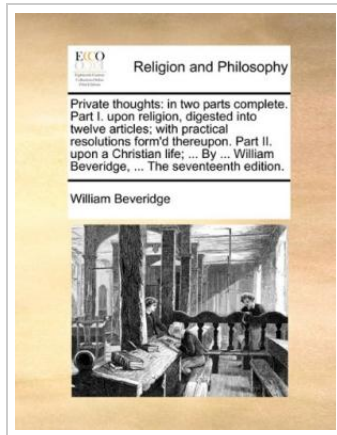 ECCO
Religion and Philosophy
Private thoughts: in two parts complete.
Part I. upon religion, digested into
twelve articles; with practical
resolutions form'd thereupon. Part II.
upon a Christian life; ... By ... William
Beveridge, ... The seventeenth edition.
William Beveridge